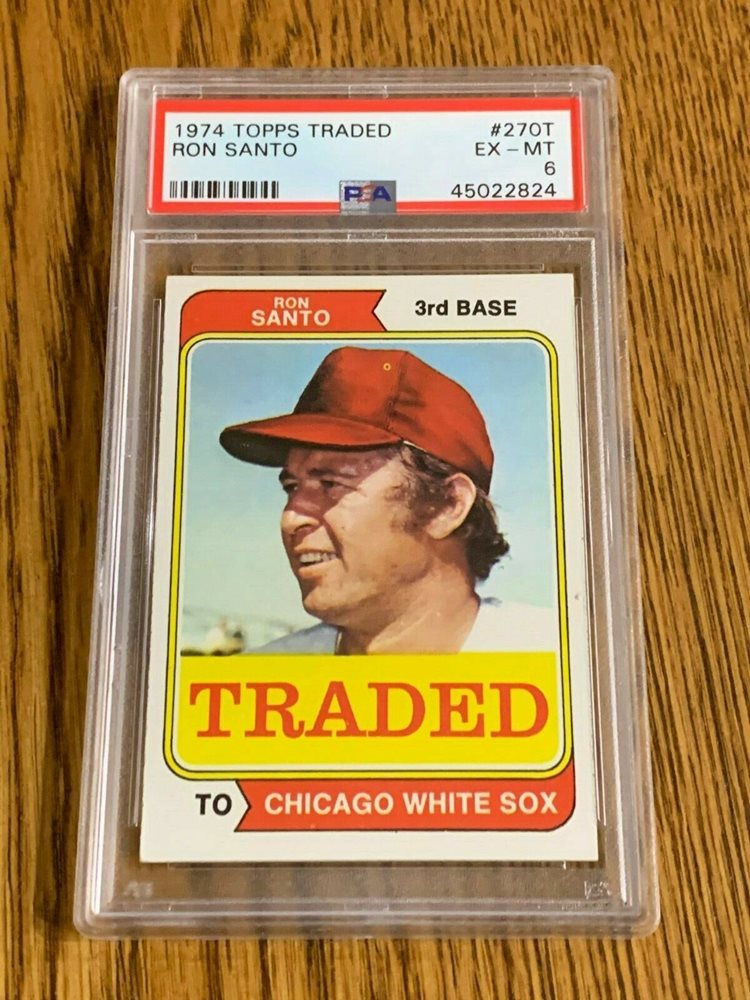 1974 TOPPS TRADED #270T
RON SANTO EX – MT
6
PSA 45022824
RON
SANTO
3rd BASE
TRADED
TO CHICAGO WHITE SOX